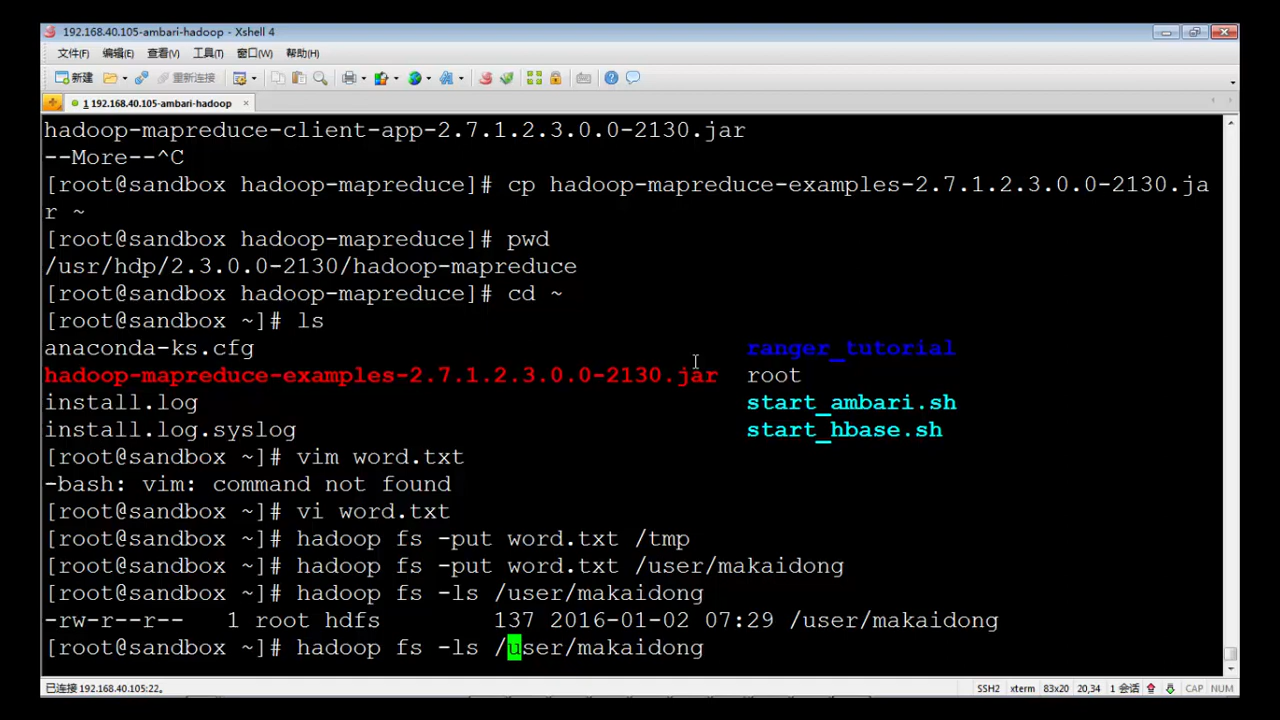 192.168.40.105-ambari-hadoop - Xshell 4
文件(F) 编辑(E) 查看(V) 工具(T) 窗口(W) 帮助(H)
新建 重新连接
1 192.168.40.105-ambari-hadoop
hadoop-mapreduce-client-app-2.7.1.2.3.0.0-2130.jar
--More--^C
[root@sandbox hadoop-mapreduce]# cp hadoop-mapreduce-examples-2.7.1.2.3.0.0-2130.ja
r ~
[root@sandbox hadoop-mapreduce]# pwd
/usr/hdp/2.3.0.0-2130/hadoop-mapreduce
[root@sandbox hadoop-mapreduce]# cd ~
[root@sandbox ~]# ls
anaconda-ks.cfg ranger_tutorial
hadoop-mapreduce-examples-2.7.1.2.3.0.0-2130.jar root
install.log start_ambari.sh
install.log.syslog start_hbase.sh
[root@sandbox ~]# vim word.txt
-bash: vim: command not found
[root@sandbox ~]# vi word.txt
[root@sandbox ~]# hadoop fs -put word.txt /tmp
[root@sandbox ~]# hadoop fs -put word.txt /user/makaidong
[root@sandbox ~]# hadoop fs -ls /user/makaidong
-rw-r--r-- 1 root hdfs 137 2016-01-02 07:29 /user/makaidong
[root@sandbox ~]# hadoop fs -ls /user/makaidong
已连接 192.168.40.105:22。 SSH2 xterm 83x20 20,34 1 会话 CAP NUM